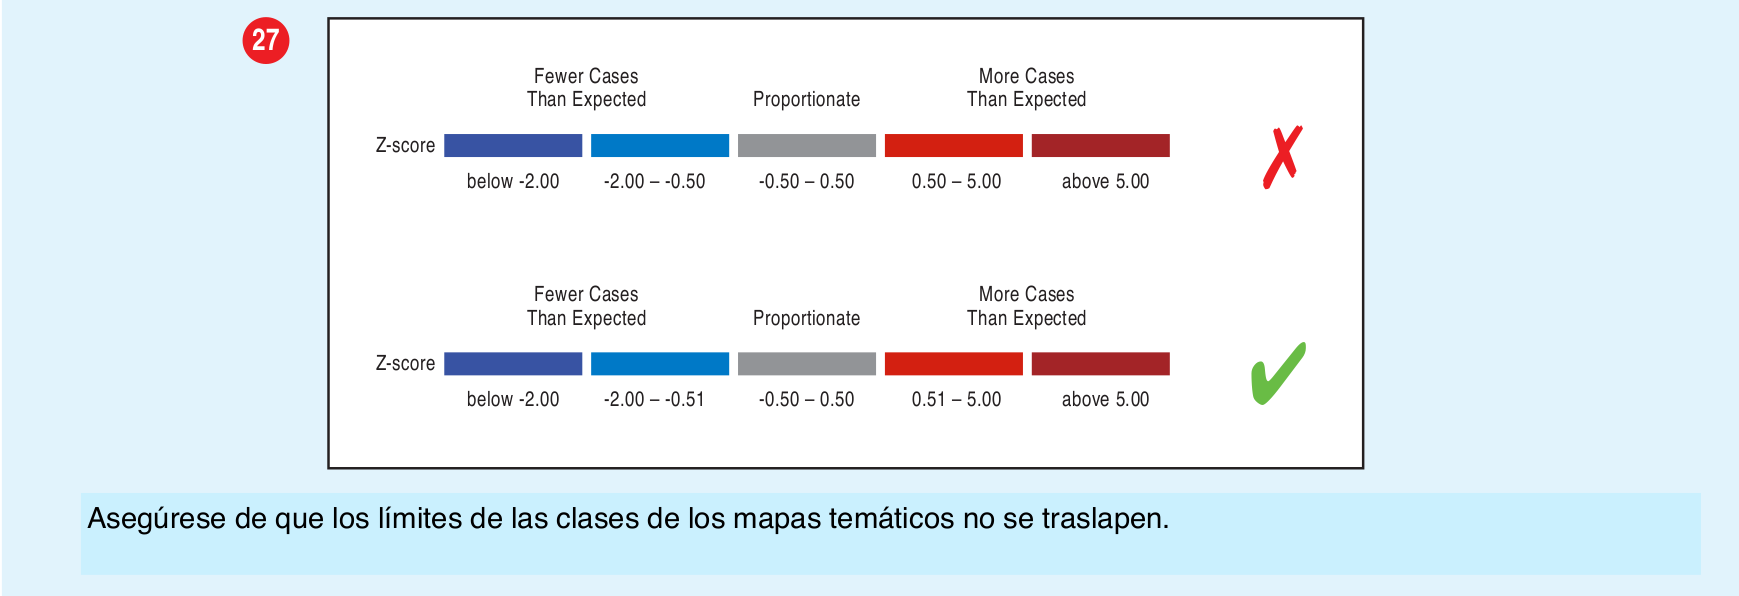 27
Fewer Cases
Than Expected
Proportionate
More Cases
Than Expected
Z-score
below -2.00
-2.00 – -0.50
-0.50 – 0.50
0.50 – 5.00
above 5.00
✗
Fewer Cases
Than Expected
Proportionate
More Cases
Than Expected
Z-score
below -2.00
-2.00 – -0.51
-0.50 – 0.50
0.51 – 5.00
above 5.00
✔
Asegúrese de que los límites de las clases de los mapas temáticos no se traslapen.